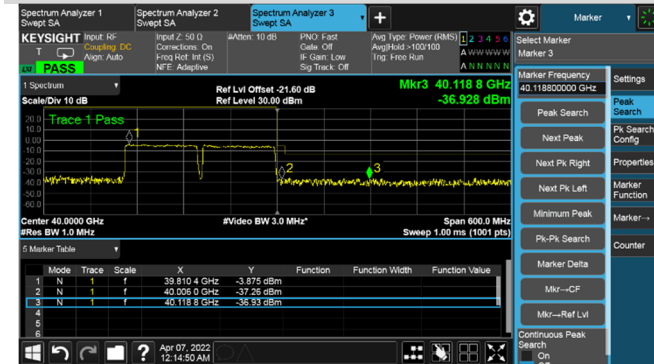 Spectrum Analyzer 1
Swept SA
Spectrum Analyzer 2
Swept SA
Spectrum Analyzer 3
Swept SA
+
Marker
KEYSIGHT
T
PASS
Input: RF
Coupling: DC
Align: Auto
Input Z: 50 Ω
Corrections: On
Freq Ref: Int (S)
NFE: Adaptive
#Atten: 10 dB
PNO: Fast
Gate: Off
IF Gain: Low
Sig Track: Off
Avg Type: Power (RMS)
Avg|Hold:>100/100
Trig: Free Run
1 2 3 4 5 6
A W W W W W
A N N N N N
Select Marker
Marker 3
1 Spectrum
Scale/Div 10 dB
Ref Lvl Offset -21.60 dB
Ref Level 30.00 dBm
Mkr3 40.118 8 GHz
-36.928 dBm
Trace 1 Pass
20.0
10.0
0.00
-10.0
-20.0
-30.0
-40.0
-50.0
-60.0
1
2
3
Center 40.0000 GHz
#Res BW 1.0 MHz
#Video BW 3.0 MHz*
Span 600.0 MHz
Sweep 1.00 ms (1001 pts)
5 Marker Table
Mode Trace Scale X Y Function Function Width Function Value
1 N 1 f 39.810 4 GHz -3.875 dBm
2 N 1 f 40.006 0 GHz -37.26 dBm
3 N 1 f 40.118 8 GHz -36.93 dBm
4
5
6
Apr 07, 2022
12:14:50 AM
Marker Frequency
40.118800000 GHz
Peak Search
Next Peak
Next Pk Right
Next Pk Left
Minimum Peak
Pk-Pk Search
Marker Delta
Mkr→CF
Mkr→Ref Lvl
Continuous Peak
Search
On
Off
Settings
Peak
Search
Pk Search
Config
Properties
Marker
Function
Marker→
Counter